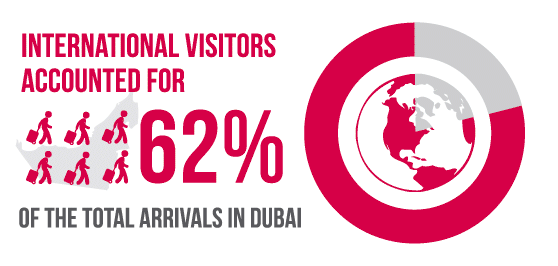 INTERNATIONAL VISITORS
ACCOUNTED FOR
62%
OF THE TOTAL ARRIVALS IN DUBAI